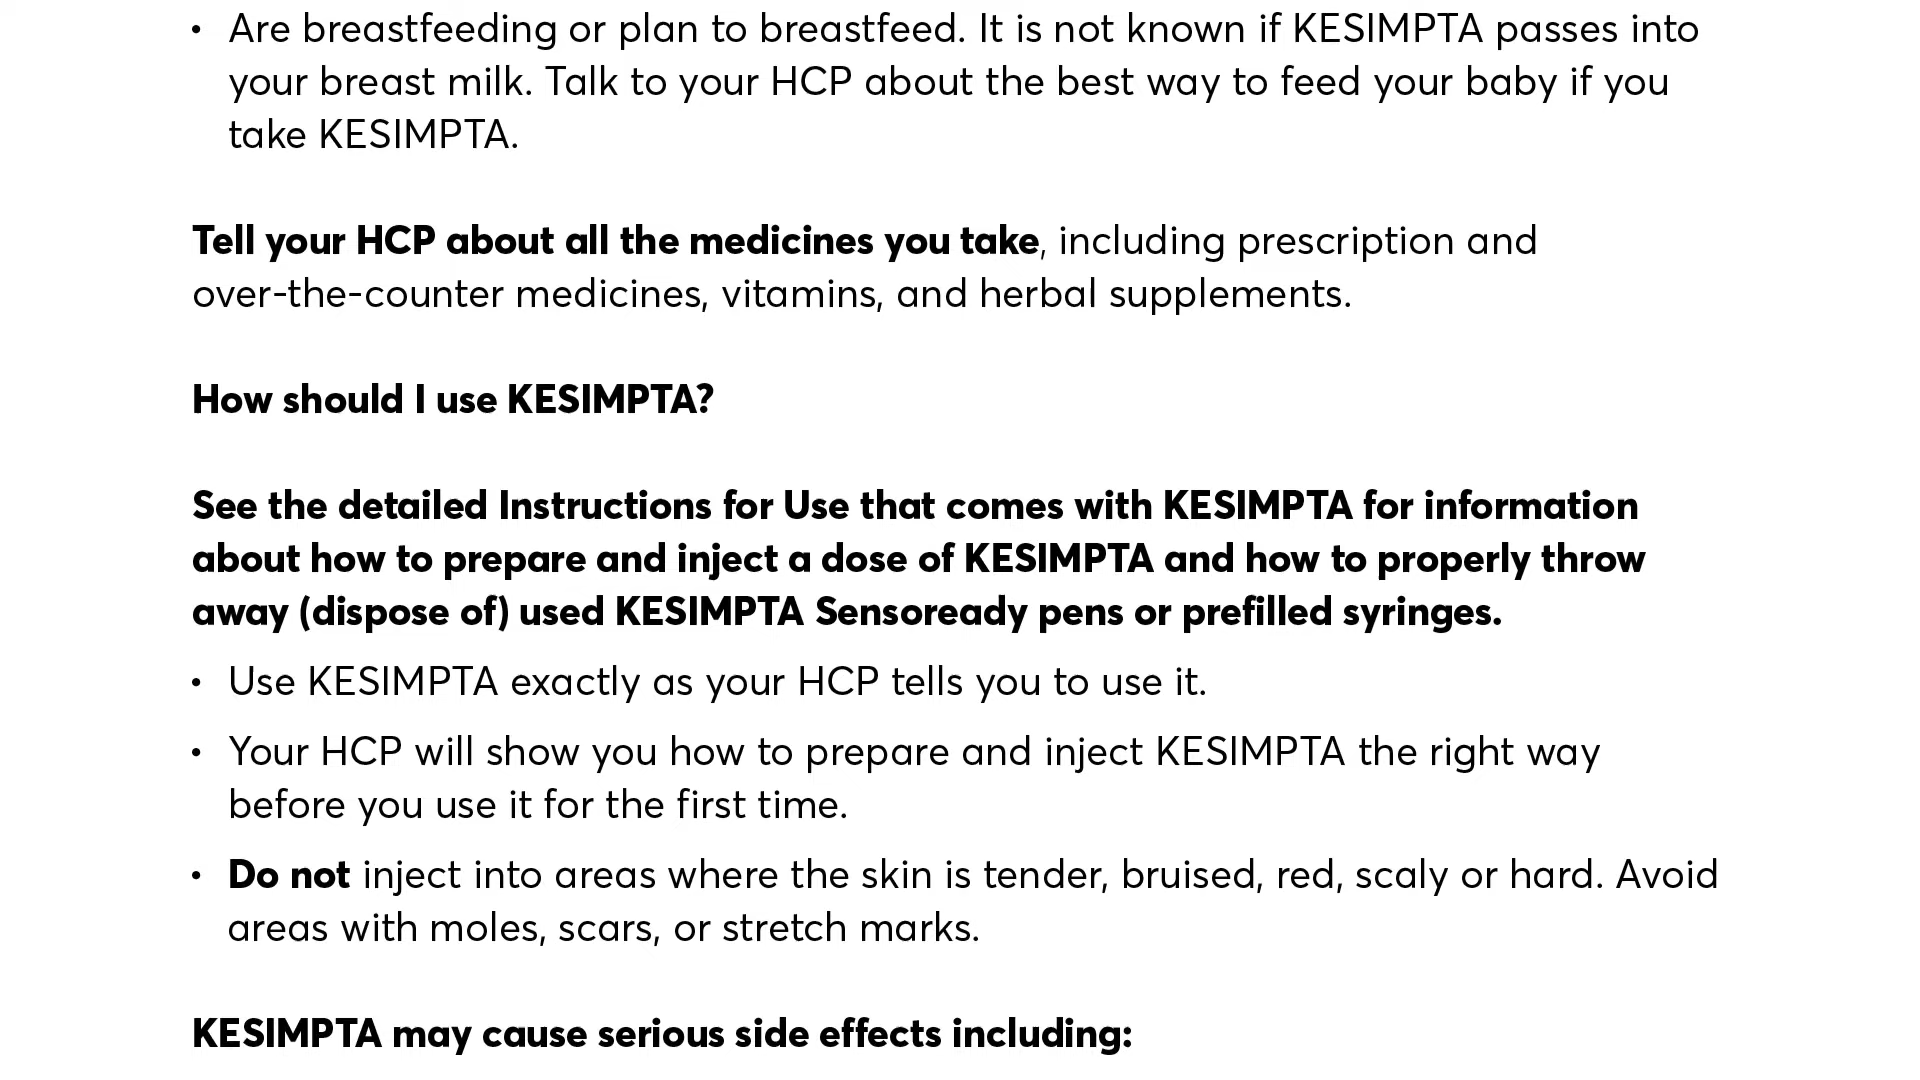 • Are breastfeeding or plan to breastfeed. It is not known if KESIMPTA passes into
your breast milk. Talk to your HCP about the best way to feed your baby if you
take KESIMPTA.
Tell your HCP about all the medicines you take, including prescription and
over-the-counter medicines, vitamins, and herbal supplements.
How should I use KESIMPTA?
See the detailed Instructions for Use that comes with KESIMPTA for information
about how to prepare and inject a dose of KESIMPTA and how to properly throw
away (dispose of) used KESIMPTA Sensoready pens or prefilled syringes.
• Use KESIMPTA exactly as your HCP tells you to use it.
• Your HCP will show you how to prepare and inject KESIMPTA the right way
before you use it for the first time.
• Do not inject into areas where the skin is tender, bruised, red, scaly or hard. Avoid
areas with moles, scars, or stretch marks.
KESIMPTA may cause serious side effects including: